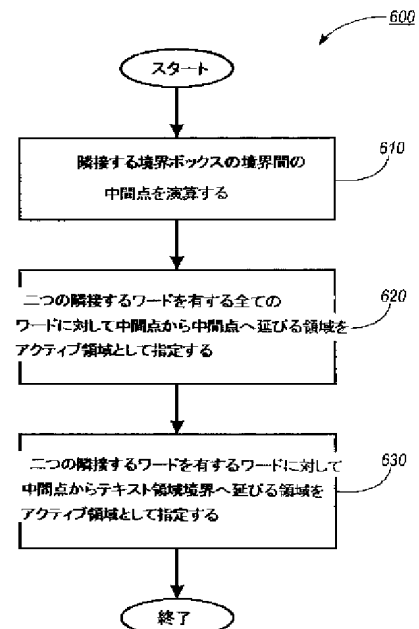 600
スタート
隣接する境界ボックスの境界間の
中間点を演算する
610
二つの隣接するワードを有する全ての
ワードに対して中間点から中間点へ延びる領域を
アクティブ領域として指定する
620
二つの隣接するワードを有するワードに対して
中間点からテキスト領域境界へ延びる領域を
アクティブ領域として指定する
630
終了